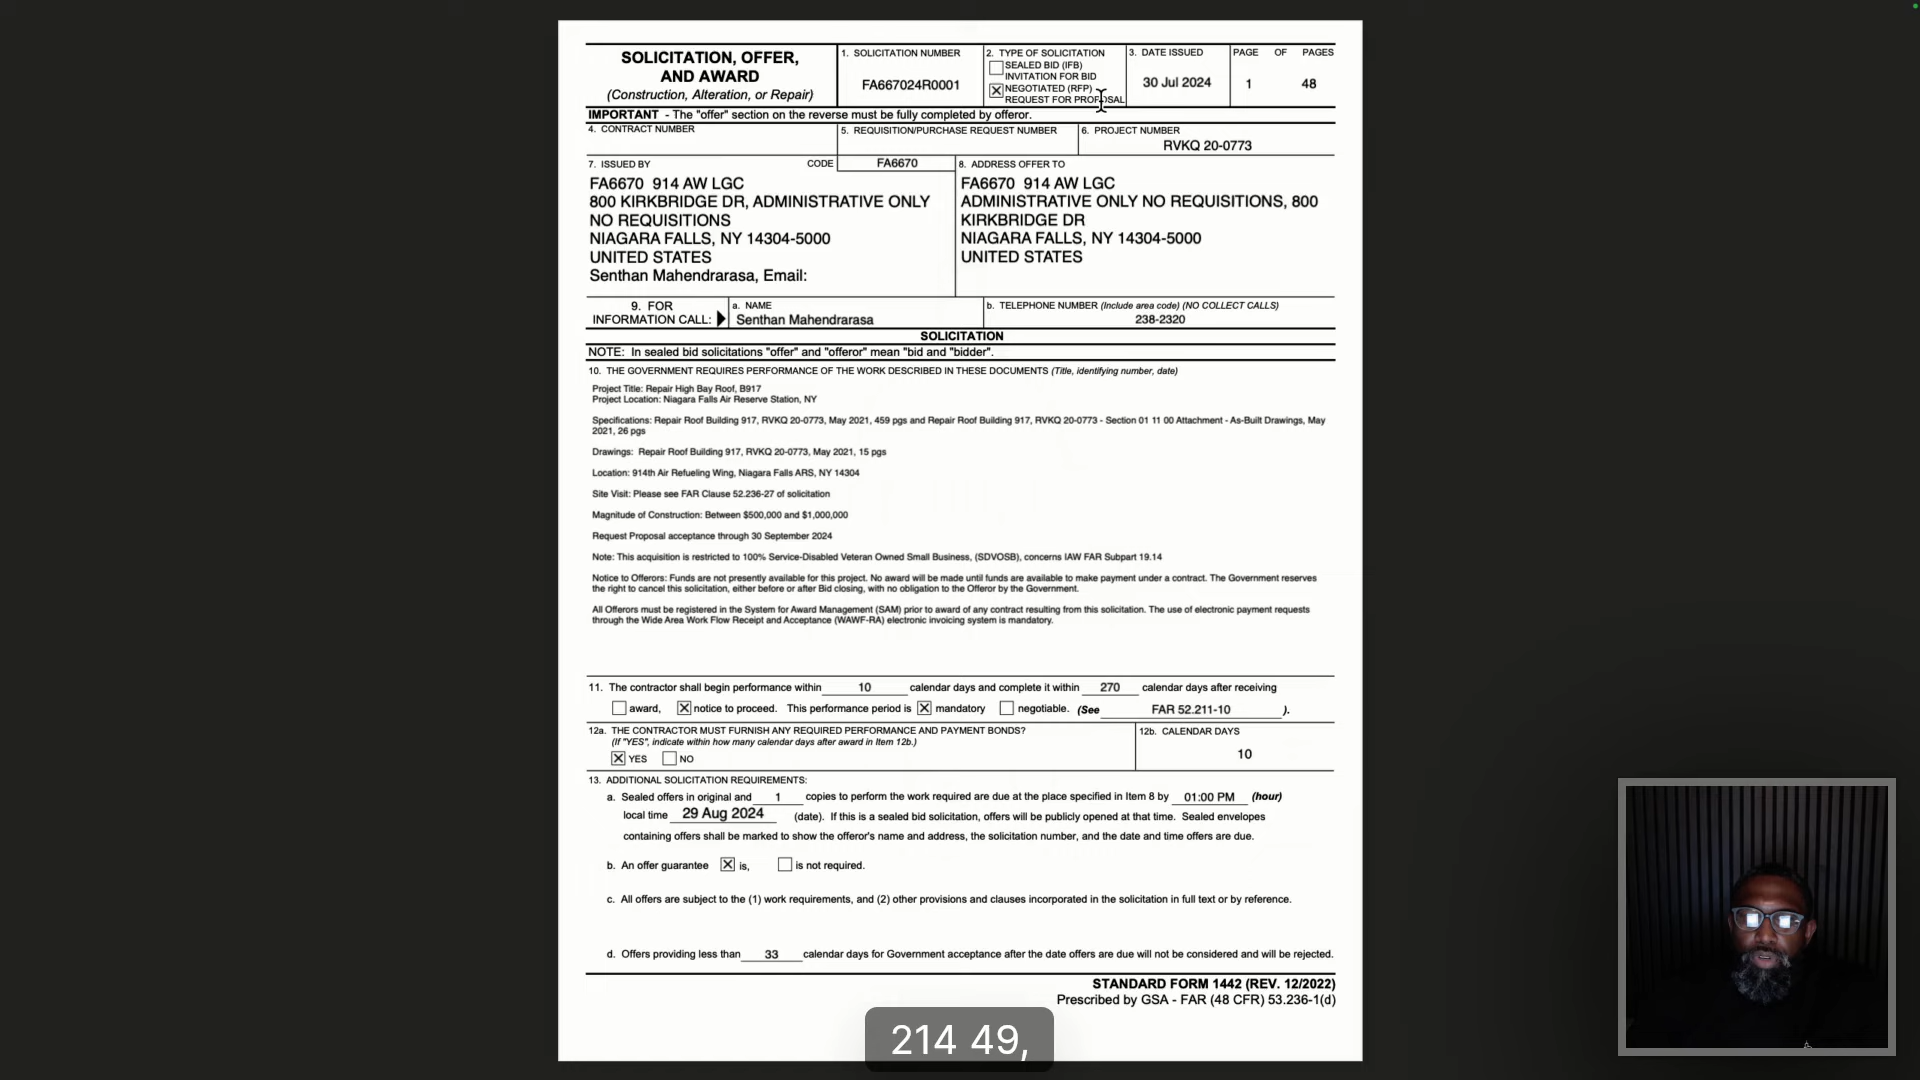 SOLICITATION, OFFER,
AND AWARD
(Construction, Alteration, or Repair)
1. SOLICITATION NUMBER
FA667024R0001
2. TYPE OF SOLICITATION
SEALED BID (IFB)
INVITATION FOR BID
NEGOTIATED (RFP)
REQUEST FOR PROPOSAL
3. DATE ISSUED
30 Jul 2024
PAGE OF PAGES
1 48
IMPORTANT - The "offer" section on the reverse must be fully completed by offeror.
4. CONTRACT NUMBER
5. REQUISITION/PURCHASE REQUEST NUMBER
6. PROJECT NUMBER
RVKQ 20-0773
7. ISSUED BY
CODE
FA6670
FA6670 914 AW LGC
800 KIRKBRIDGE DR, ADMINISTRATIVE ONLY
NO REQUISITIONS
NIAGARA FALLS, NY 14304-5000
UNITED STATES
Senthan Mahendrarasa, Email:
8. ADDRESS OFFER TO
FA6670 914 AW LGC
ADMINISTRATIVE ONLY NO REQUISITIONS, 800
KIRKBRIDGE DR
NIAGARA FALLS, NY 14304-5000
UNITED STATES
9. FOR
INFORMATION CALL:
a. NAME
Senthan Mahendrarasa
b. TELEPHONE NUMBER (Include area code) (NO COLLECT CALLS)
238-2320
SOLICITATION
NOTE: In sealed bid solicitations "offer" and "offeror" mean "bid and "bidder".
10. THE GOVERNMENT REQUIRES PERFORMANCE OF THE WORK DESCRIBED IN THESE DOCUMENTS (Title, identifying number, date)
Project Title: Repair High Bay Roof, B917
Project Location: Niagara Falls Air Reserve Station, NY
Specifications: Repair Roof Building 917, RVKQ 20-0773, May 2021, 459 pgs and Repair Roof Building 917, RVKQ 20-0773 - Section 01 11 00 Attachment - As-Built Drawings, May
2021, 26 pgs
Drawings: Repair Roof Building 917, RVKQ 20-0773, May 2021, 15 pgs
Location: 914th Air Refueling Wing, Niagara Falls ARS, NY 14304
Site Visit: Please see FAR Clause 52.236-27 of solicitation
Magnitude of Construction: Between $500,000 and $1,000,000
Request Proposal acceptance through 30 September 2024
Note: This acquisition is restricted to 100% Service-Disabled Veteran Owned Small Business, (SDVOSB), concerns IAW FAR Subpart 19.14
Notice to Offerors: Funds are not presently available for this project. No award will be made until funds are available to make payment under a contract. The Government reserves
the right to cancel this solicitation, either before or after Bid closing, with no obligation to the Offeror by the Government.
All Offerors must be registered in the System for Award Management (SAM) prior to award of any contract resulting from this solicitation. The use of electronic payment requests
through the Wide Area Work Flow Receipt and Acceptance (WAWF-RA) electronic invoicing system is mandatory.
11. The contractor shall begin performance within 10 calendar days and complete it within 270 calendar days after receiving
award, notice to proceed. This performance period is mandatory negotiable. (See FAR 52.211-10 ).
12a. THE CONTRACTOR MUST FURNISH ANY REQUIRED PERFORMANCE AND PAYMENT BONDS?
(If "YES", indicate within how many calendar days after award in Item 12b.)
YES NO
12b. CALENDAR DAYS
10
13. ADDITIONAL SOLICITATION REQUIREMENTS:
a. Sealed offers in original and 1 copies to perform the work required are due at the place specified in Item 8 by 01:00 PM (hour)
local time 29 Aug 2024 (date). If this is a sealed bid solicitation, offers will be publicly opened at that time. Sealed envelopes
containing offers shall be marked to show the offeror's name and address, the solicitation number, and the date and time offers are due.
b. An offer guarantee is, is not required.
c. All offers are subject to the (1) work requirements, and (2) other provisions and clauses incorporated in the solicitation in full text or by reference.
d. Offers providing less than 33 calendar days for Government acceptance after the date offers are due will not be considered and will be rejected.
STANDARD FORM 1442 (REV. 12/2022)
Prescribed by GSA - FAR (48 CFR) 53.236-1(d)
214 49,